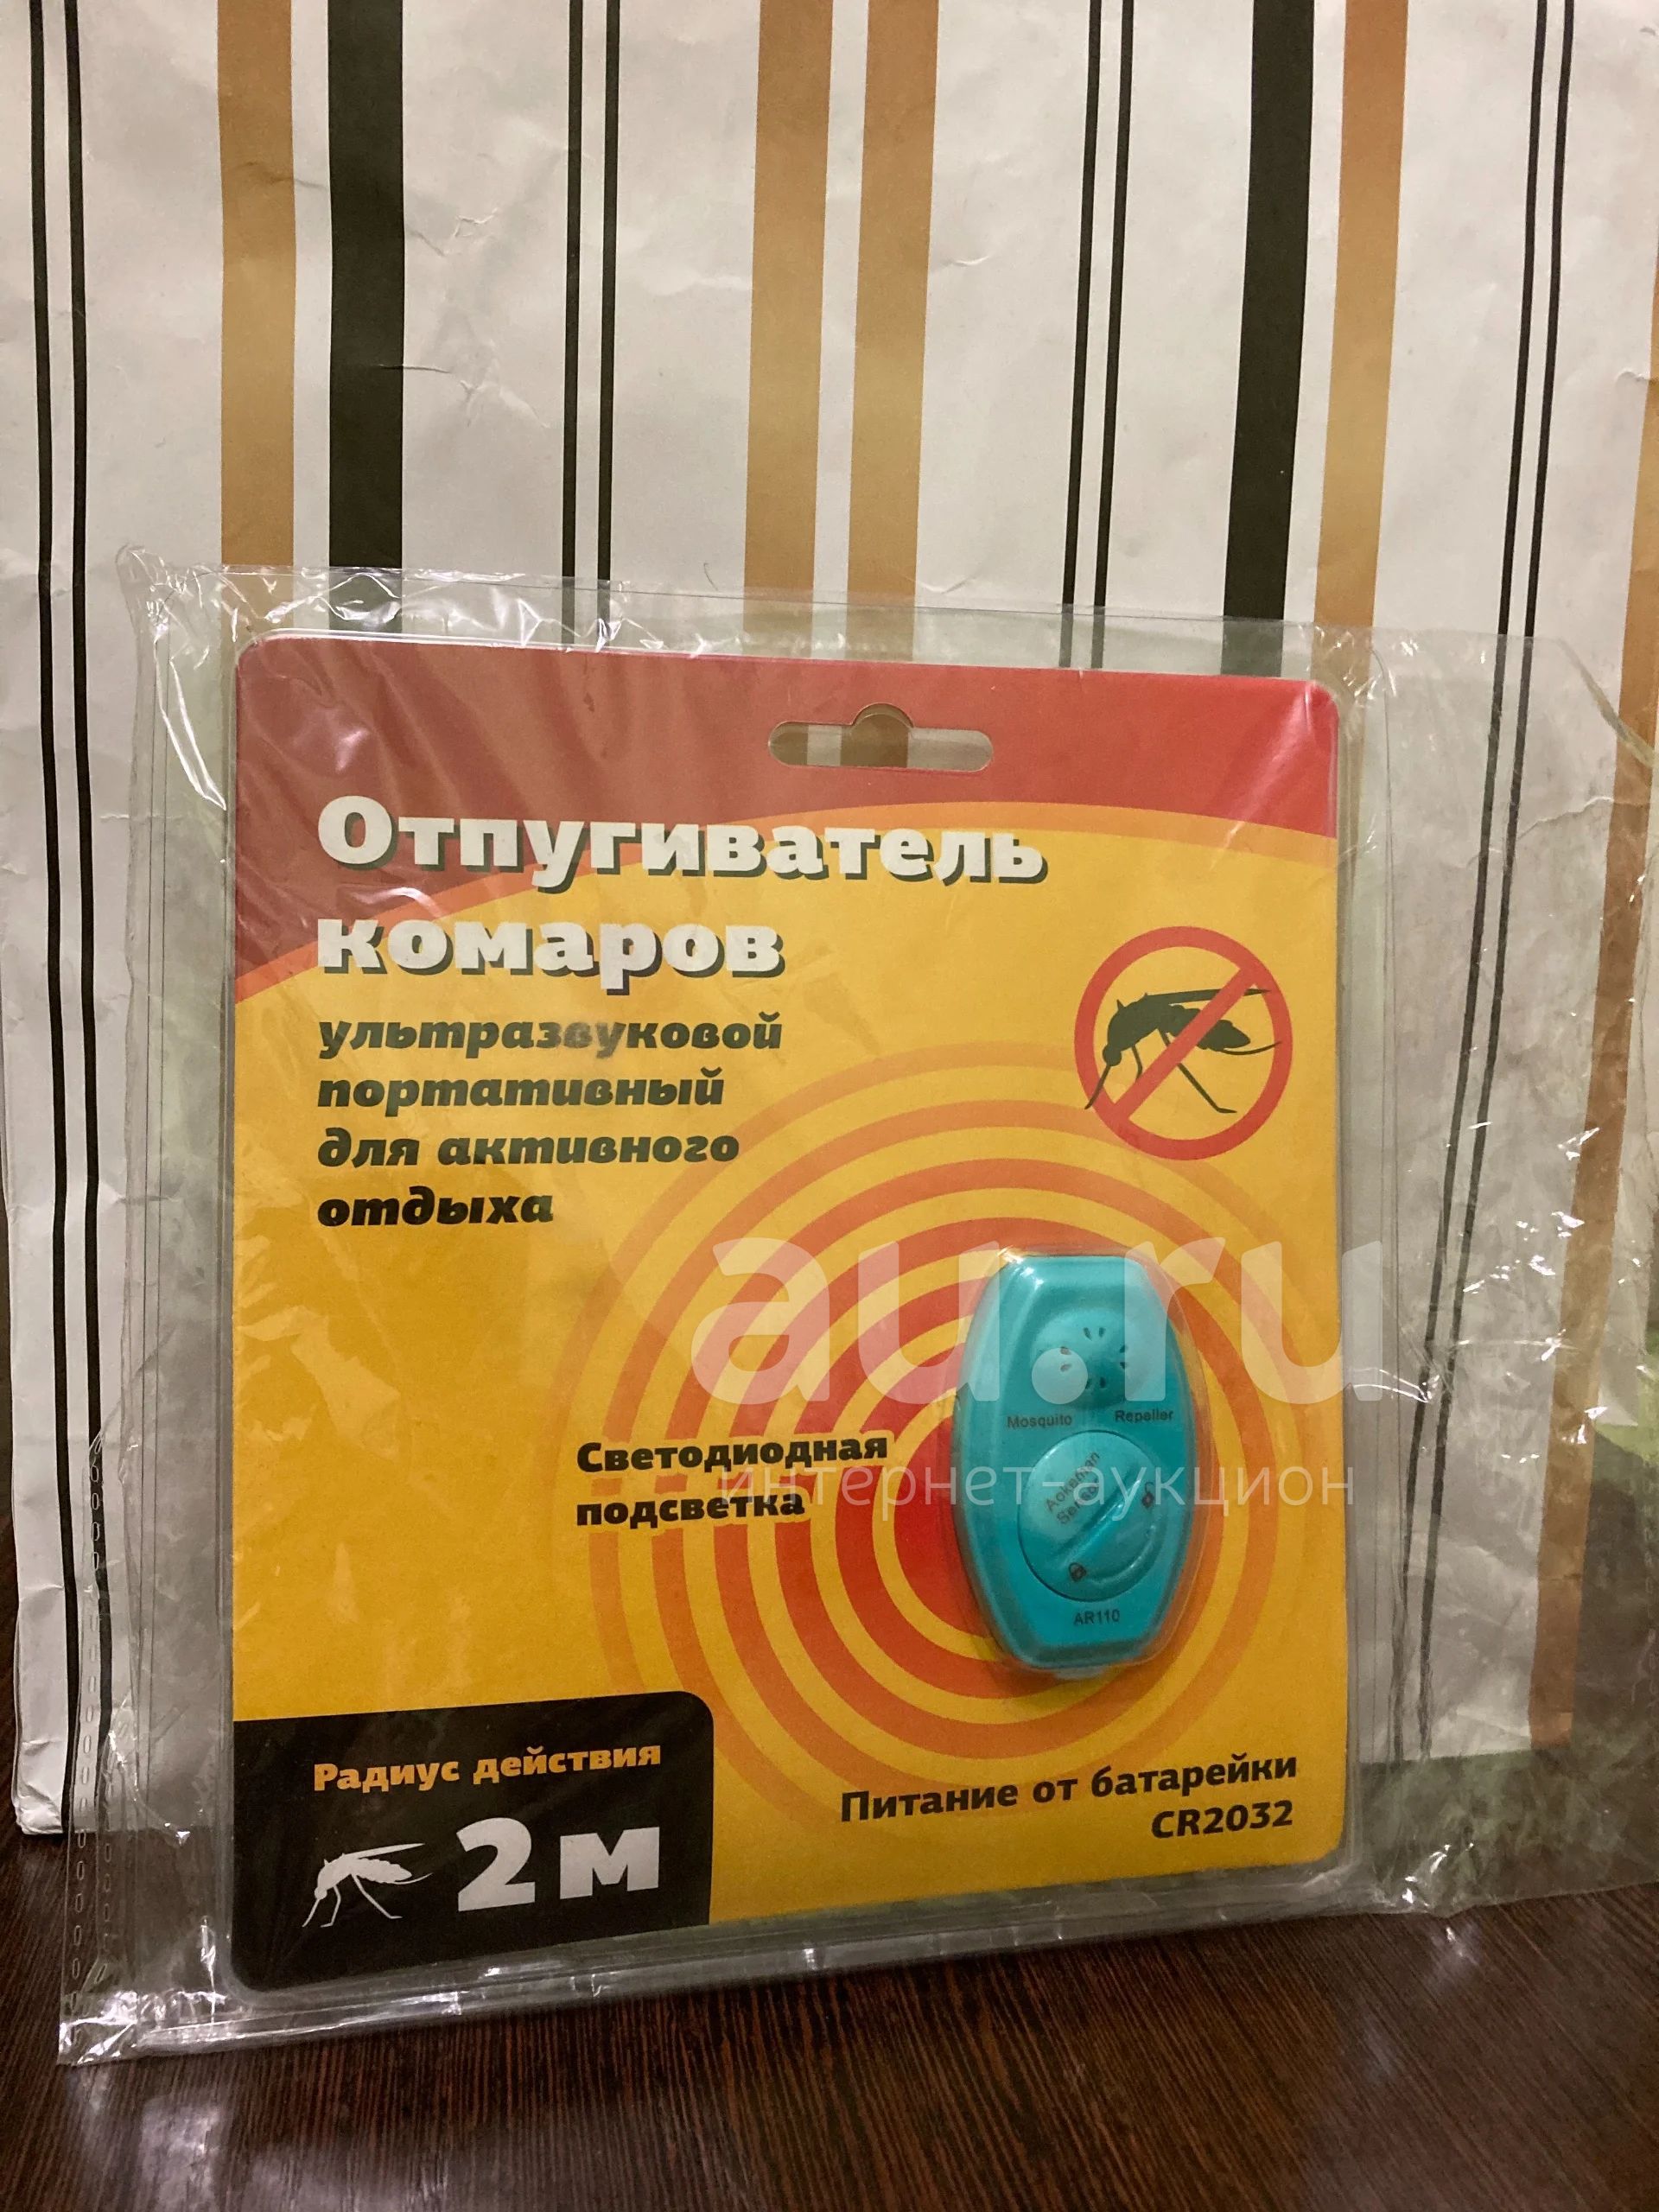 Отпугиватель
комаров
ультразвуковой
портативный
для активного
отдыха
au.ru
интернет-аукцион
Mosquito Repeller
Светодиодная
подсветка
AR110
Радиус действия
2 м
Питание от батарейки
CR2032